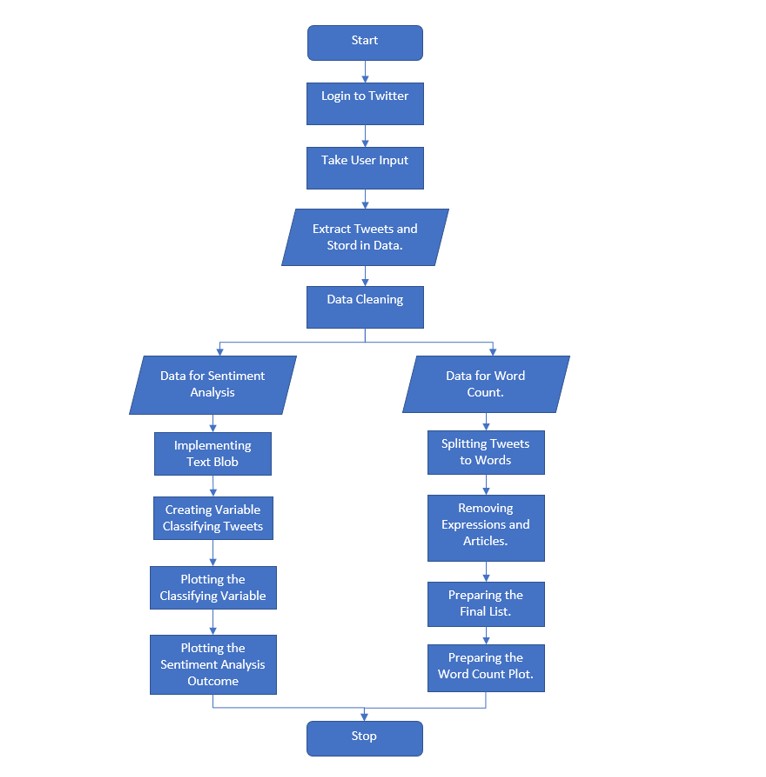 Start
Login to Twitter
Take User Input
Extract Tweets and
Stord in Data.
Data Cleaning
Data for Sentiment
Analysis
Implementing
Text Blob
Creating Variable
Classifying Tweets
Plotting the
Classifying Variable
Plotting the
Sentiment Analysis
Outcome
Data for Word
Count.
Splitting Tweets
to Words
Removing
Expressions and
Articles.
Preparing the
Final List.
Preparing the
Word Count Plot.
Stop